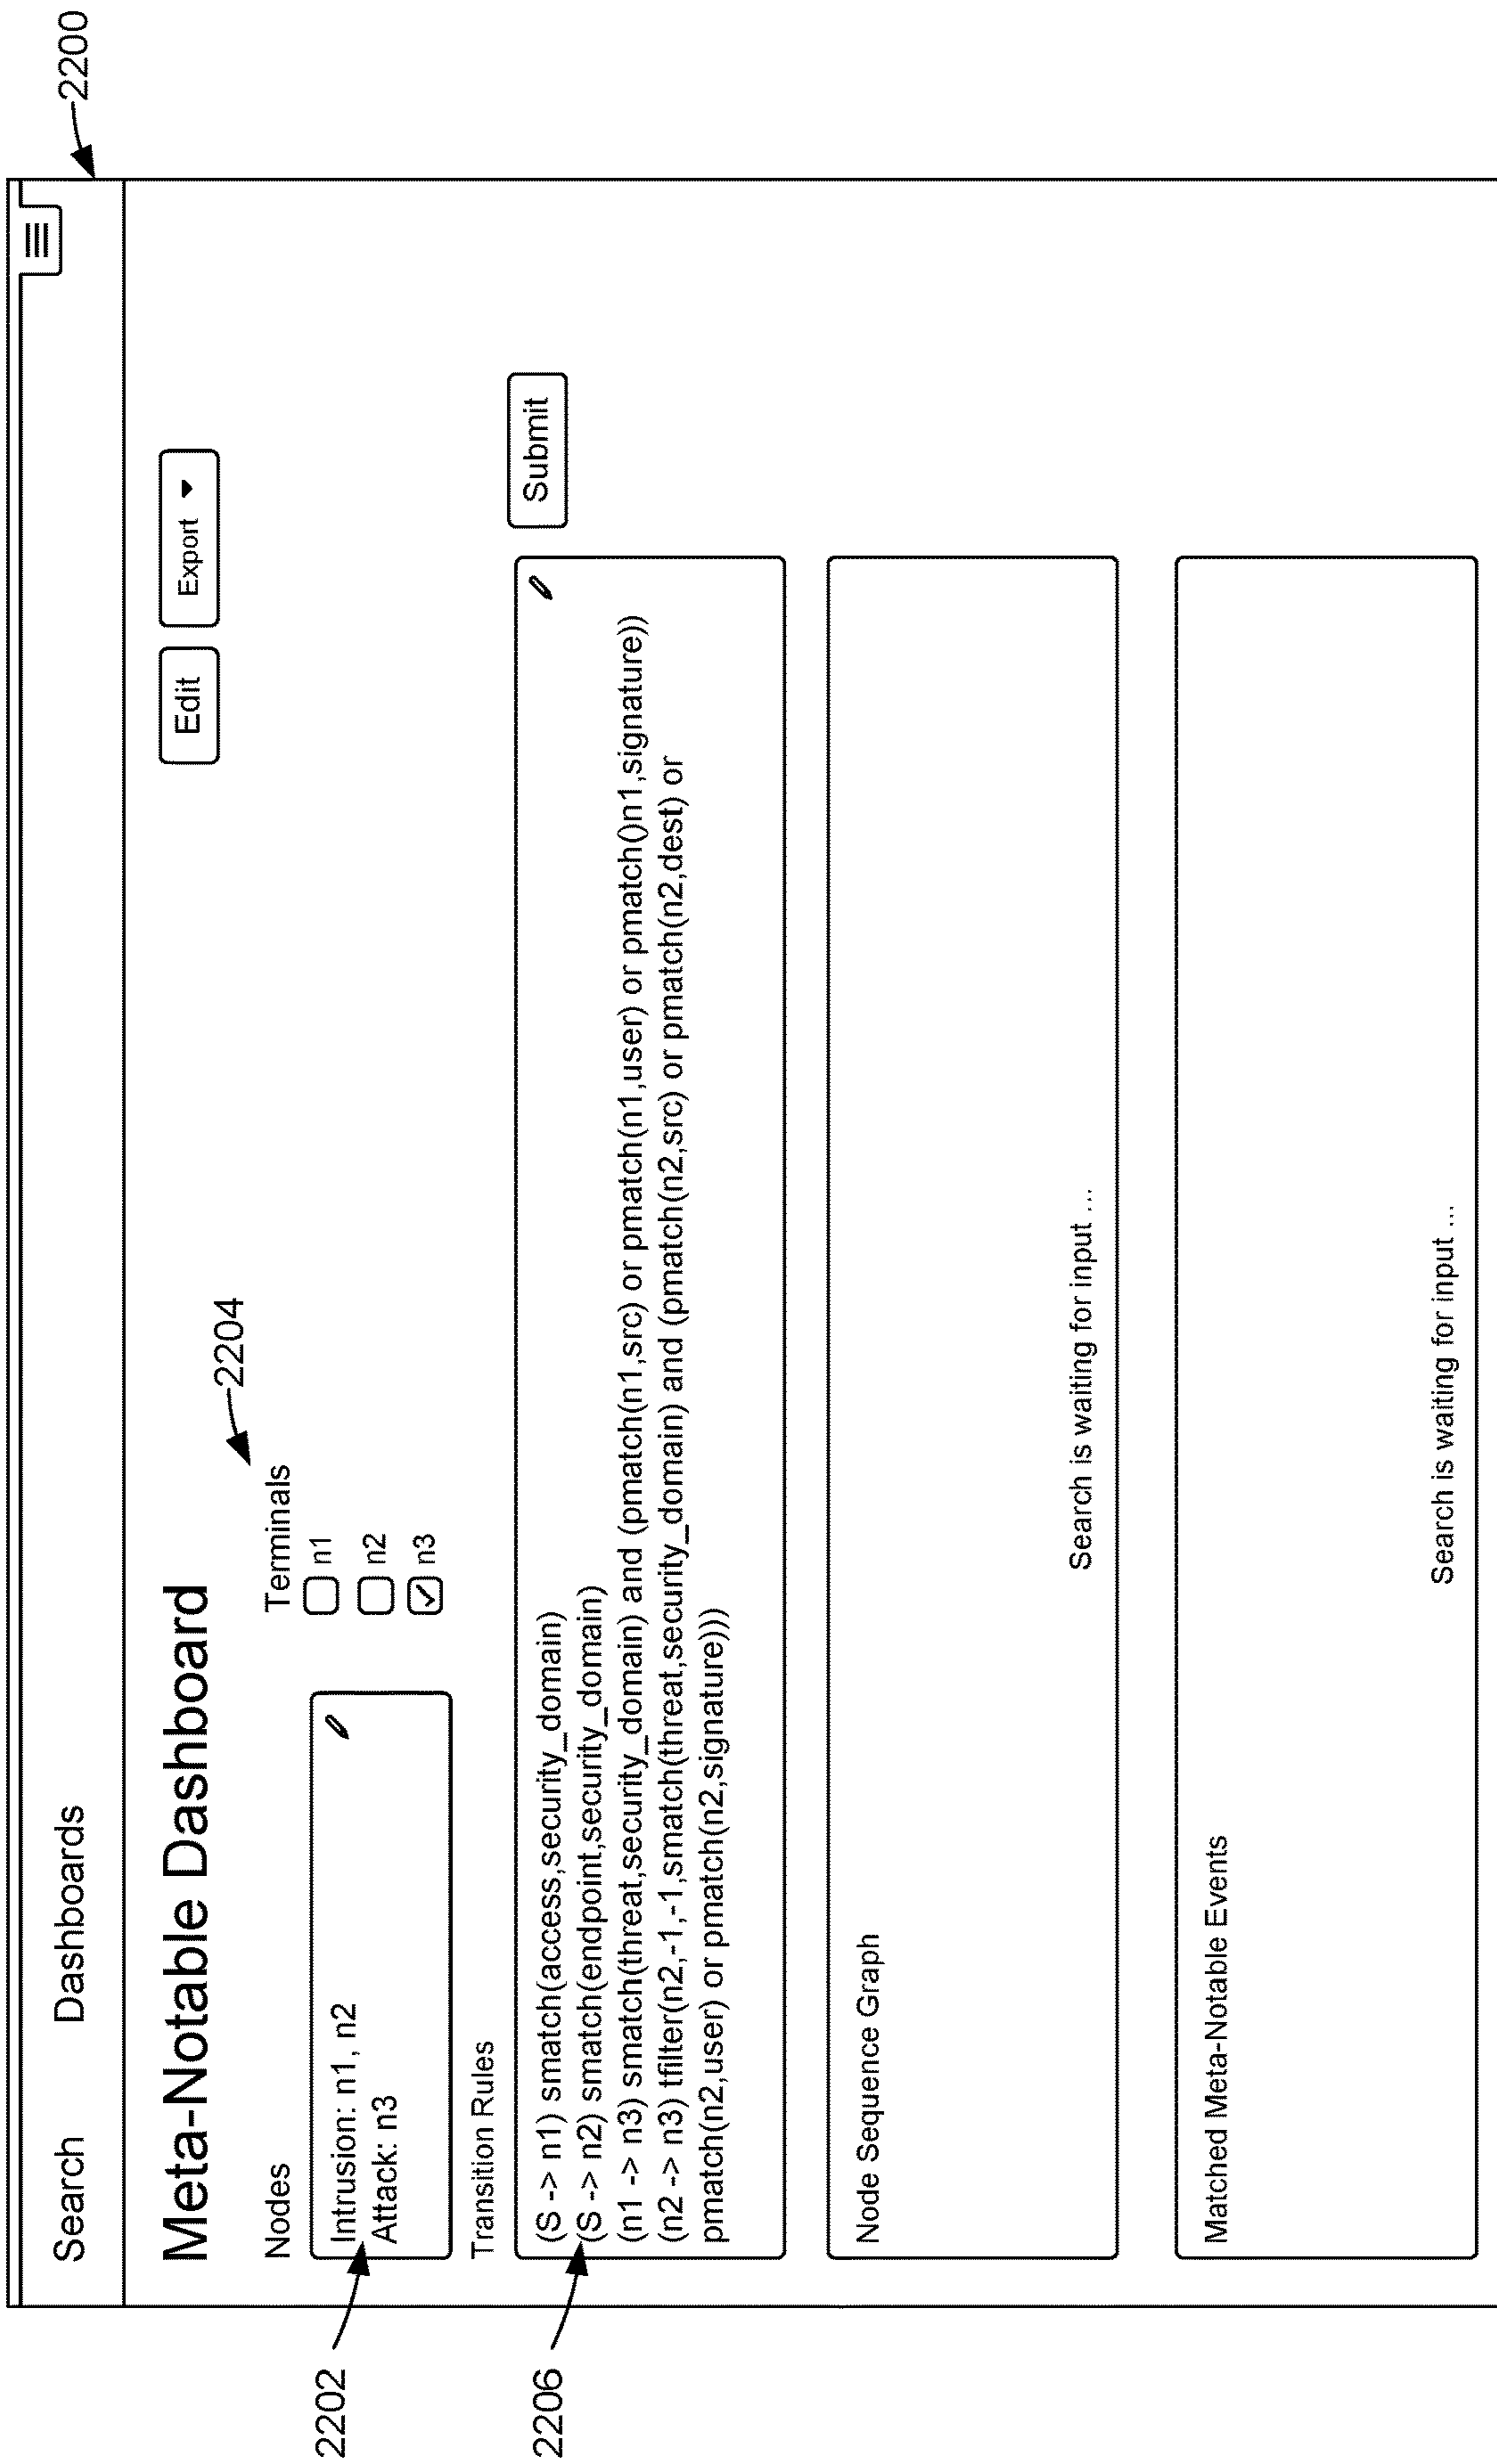 2200
Search Dashboards
Meta-Notable Dashboard
Edit Export
2204
Nodes Terminals
2202
Intrusion: n1, n2
Attack: n3
n1
n2
n3
Transition Rules
Submit
2206
(S -> n1) smatch(access,security_domain)
(S -> n2) smatch(endpoint,security_domain)
(n1 -> n3) smatch(threat,security_domain) and (pmatch(n1,src) or pmatch(n1,user) or pmatch()n1,signature))
(n2 -> n3) tfilter(n2,-1,-1,smatch(threat,security_domain) and (pmatch(n2,src) or pmatch(n2,dest) or
pmatch(n2,user) or pmatch(n2,signature)))
Node Sequence Graph
Search is waiting for input ...
Matched Meta-Notable Events
Search is waiting for input ...